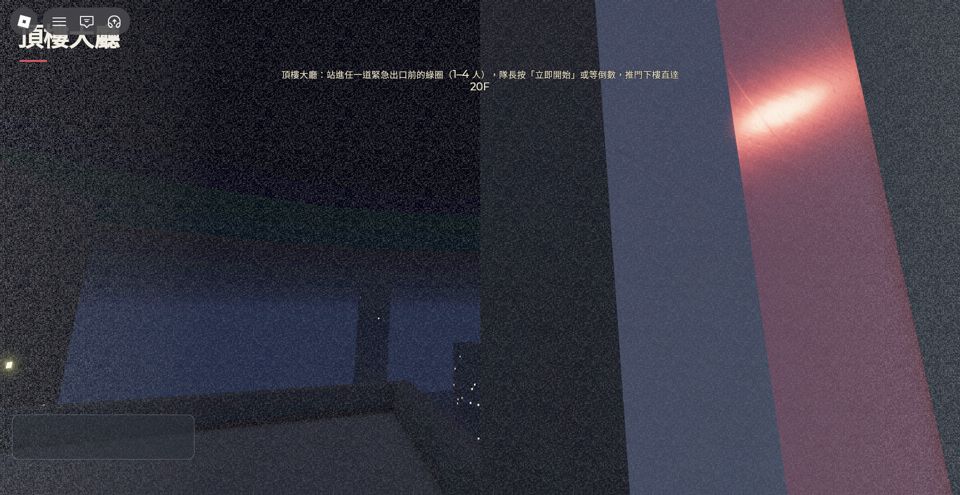 頂樓大廳
頂樓大廳：站進任一道緊急出口前的綠圈（1–4 人），隊長按「立即開始」或等倒數，推門下樓直達
20F